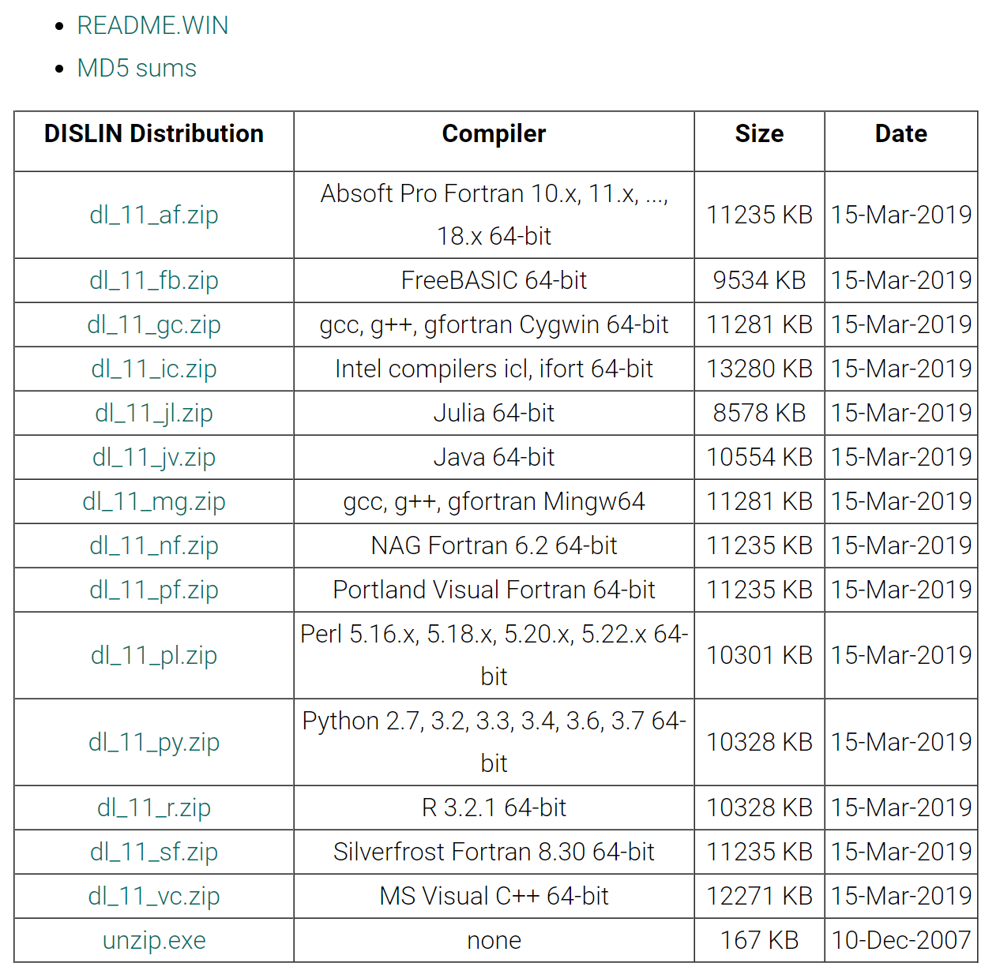 README.WIN
MD5 sums
DISLIN Distribution Compiler Size Date
dl_11_af.zip Absoft Pro Fortran 10.x, 11.x, ..., 18.x 64-bit 11235 KB 15-Mar-2019
dl_11_fb.zip FreeBASIC 64-bit 9534 KB 15-Mar-2019
dl_11_gc.zip gcc, g++, gfortran Cygwin 64-bit 11281 KB 15-Mar-2019
dl_11_ic.zip Intel compilers icl, ifort 64-bit 13280 KB 15-Mar-2019
dl_11_jl.zip Julia 64-bit 8578 KB 15-Mar-2019
dl_11_jv.zip Java 64-bit 10554 KB 15-Mar-2019
dl_11_mg.zip gcc, g++, gfortran Mingw64 11281 KB 15-Mar-2019
dl_11_nf.zip NAG Fortran 6.2 64-bit 11235 KB 15-Mar-2019
dl_11_pf.zip Portland Visual Fortran 64-bit 11235 KB 15-Mar-2019
dl_11_pl.zip Perl 5.16.x, 5.18.x, 5.20.x, 5.22.x 64-bit 10301 KB 15-Mar-2019
dl_11_py.zip Python 2.7, 3.2, 3.3, 3.4, 3.6, 3.7 64-bit 10328 KB 15-Mar-2019
dl_11_r.zip R 3.2.1 64-bit 10328 KB 15-Mar-2019
dl_11_sf.zip Silverfrost Fortran 8.30 64-bit 11235 KB 15-Mar-2019
dl_11_vc.zip MS Visual C++ 64-bit 12271 KB 15-Mar-2019
unzip.exe none 167 KB 10-Dec-2007